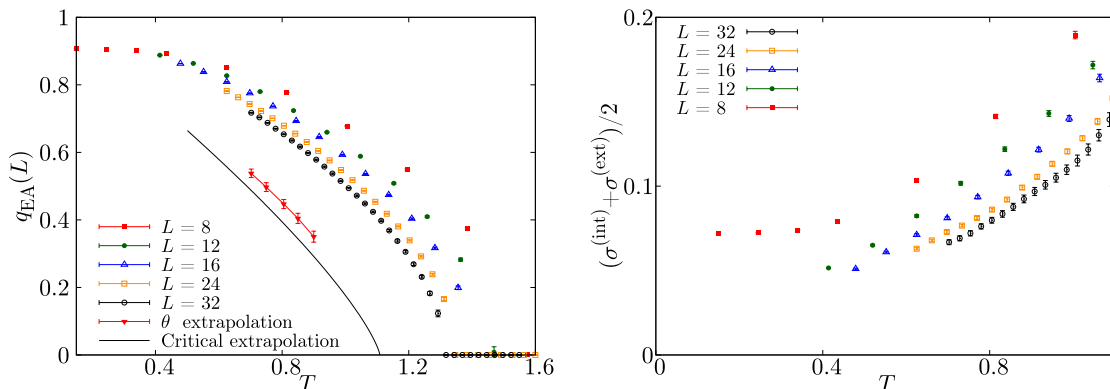 1
0.8
0.6
0.4
0.2
0
q_EA(L)
L = 8
L = 12
L = 16
L = 24
L = 32
θ extrapolation
Critical extrapolation
0.4 0.8 1.2 1.6
T
0.2
0.1
0
(σ^(int)+σ^(ext))/2
L = 32
L = 24
L = 16
L = 12
L = 8
0 0.4 0.8
T